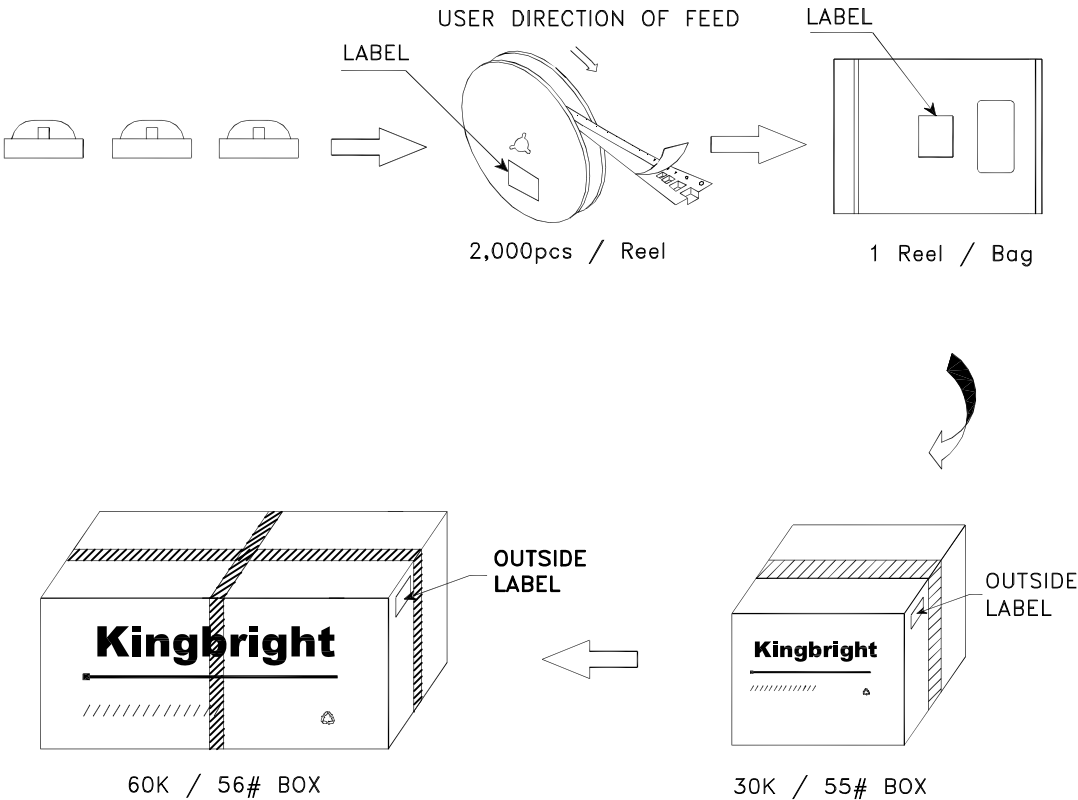 USER DIRECTION OF FEED
LABEL
LABEL
2,000pcs / Reel
1 Reel / Bag
OUTSIDE
LABEL
OUTSIDE
LABEL
Kingbright
Kingbright
60K / 56# BOX
30K / 55# BOX